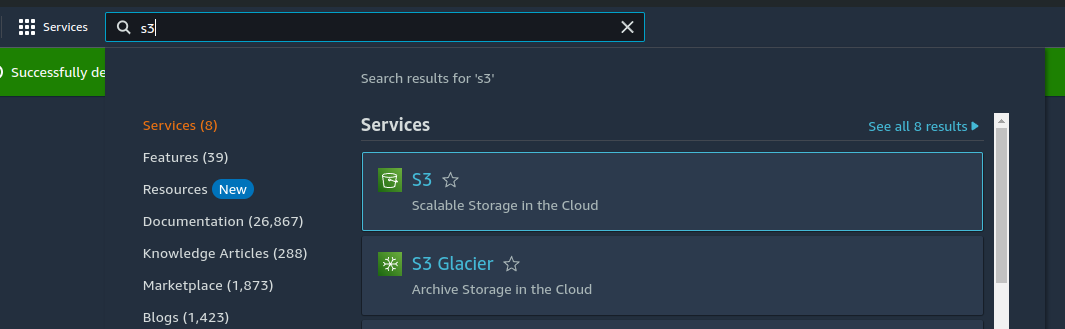 Services
s3
Successfully de
Search results for 's3'
Services (8)
Features (39)
Resources New
Documentation (26,867)
Knowledge Articles (288)
Marketplace (1,873)
Blogs (1,423)
Services
See all 8 results
S3
Scalable Storage in the Cloud
S3 Glacier
Archive Storage in the Cloud